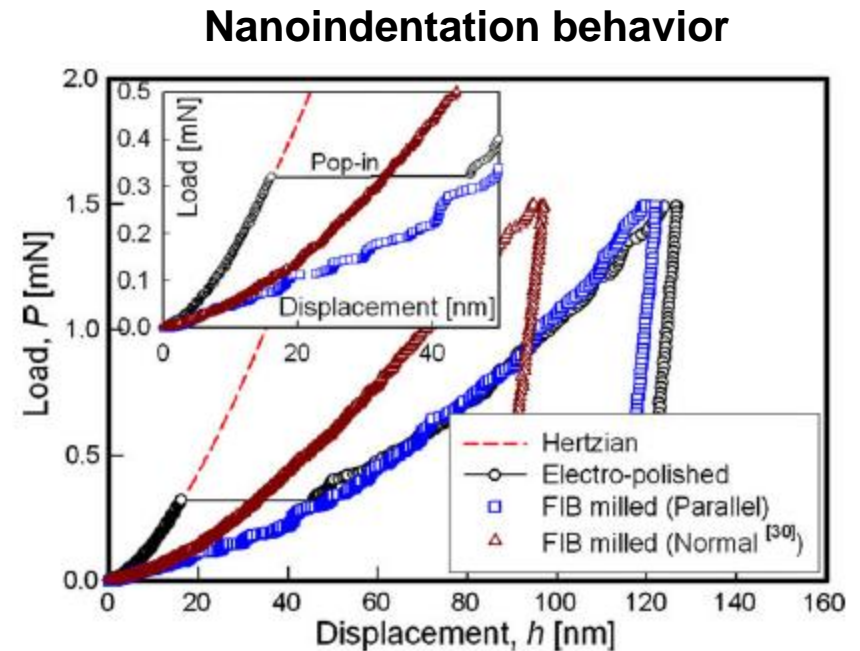 Nanoindentation behavior
2.0
1.5
1.0
0.5
0.0
Load, P [mN]
0 20 40 60 80 100 120 140 160
Displacement, h [nm]
0.5
0.4
0.3
0.2
0.1
0.0
Load [mN]
Pop-in
Displacement [nm]
0 20 40
Hertzian
Electro-polished
FIB milled (Parallel)
FIB milled (Normal [30])